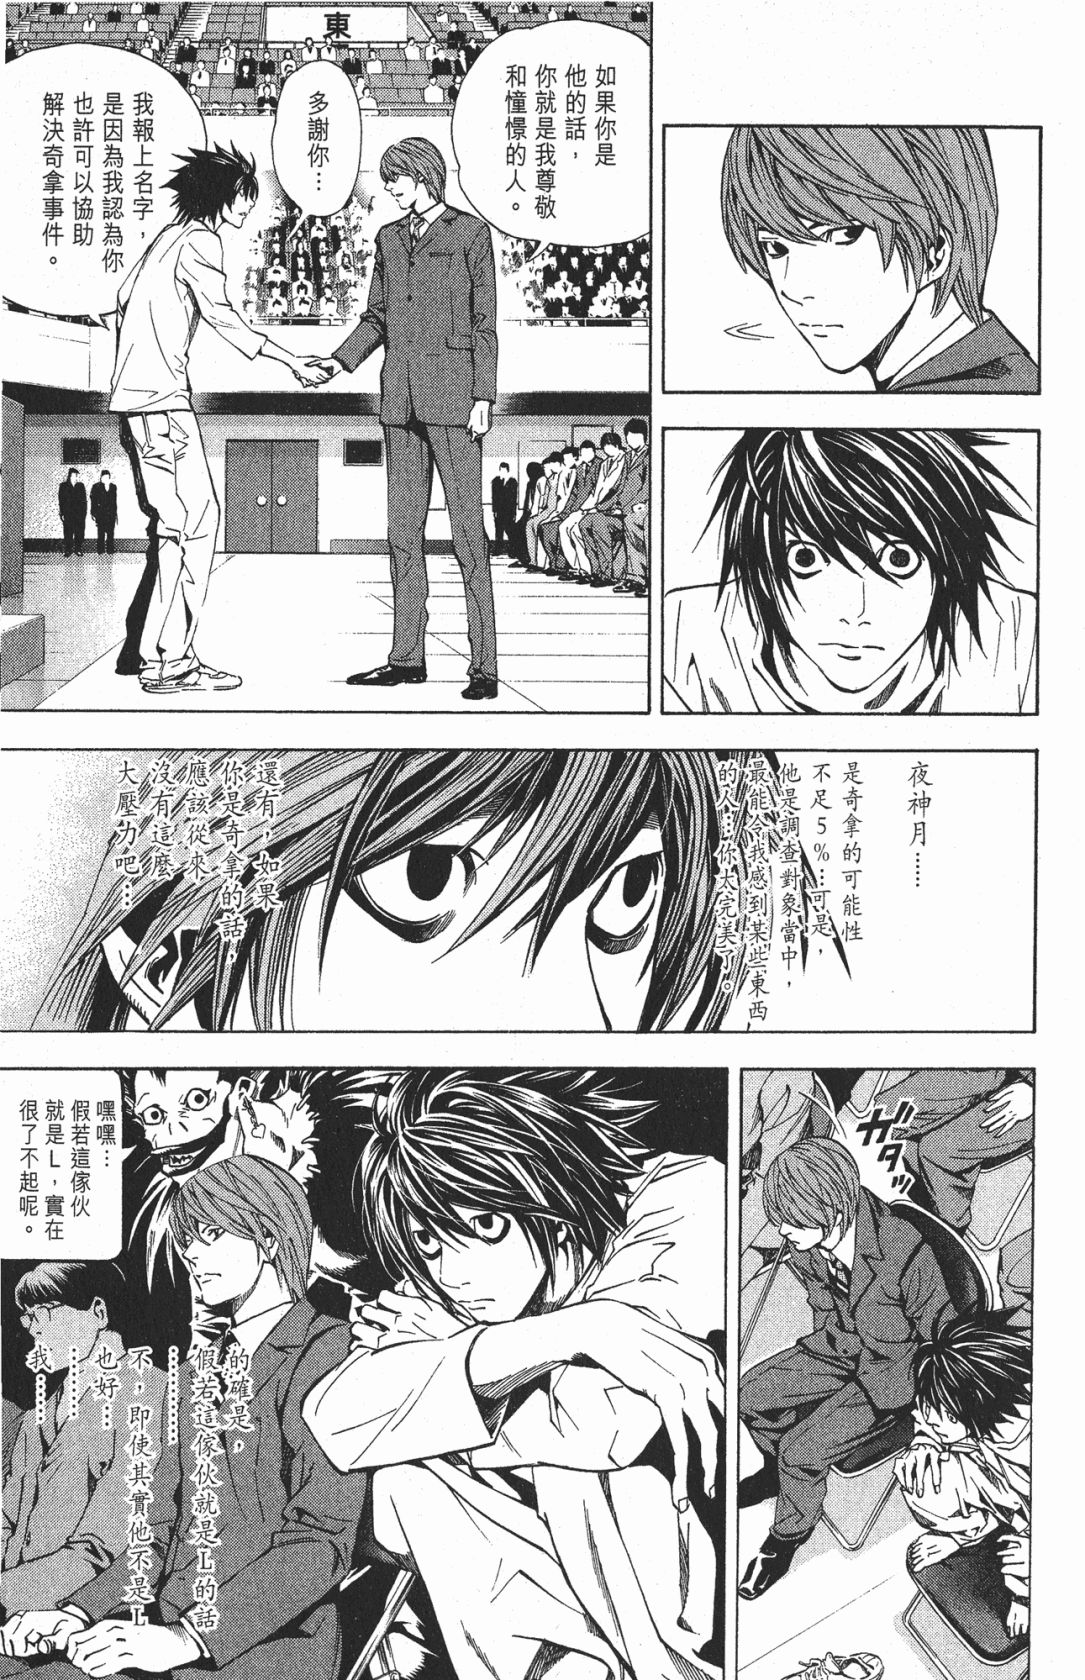 東
如果你是
他的話，
你就是我尊敬
和憧憬的人。
多謝你…
我報上名字，
是因為我認為你
也許可以協助
解決奇拿事件。
夜神月……
是奇拿的可能性
不足5%…可是，
他是調查對象當中，
最能令我感到某些東西
的人…你太完美了。
還有，如果
你是奇拿的話，
應該從來
沒有這麼
大壓力吧…
ガタッ
嘿嘿…
假若這傢伙
就是L，實在
很了不起呢。
的確是，
假若這傢伙就是L的話
…………
不，即使其實他不是L
也好…
………
我………